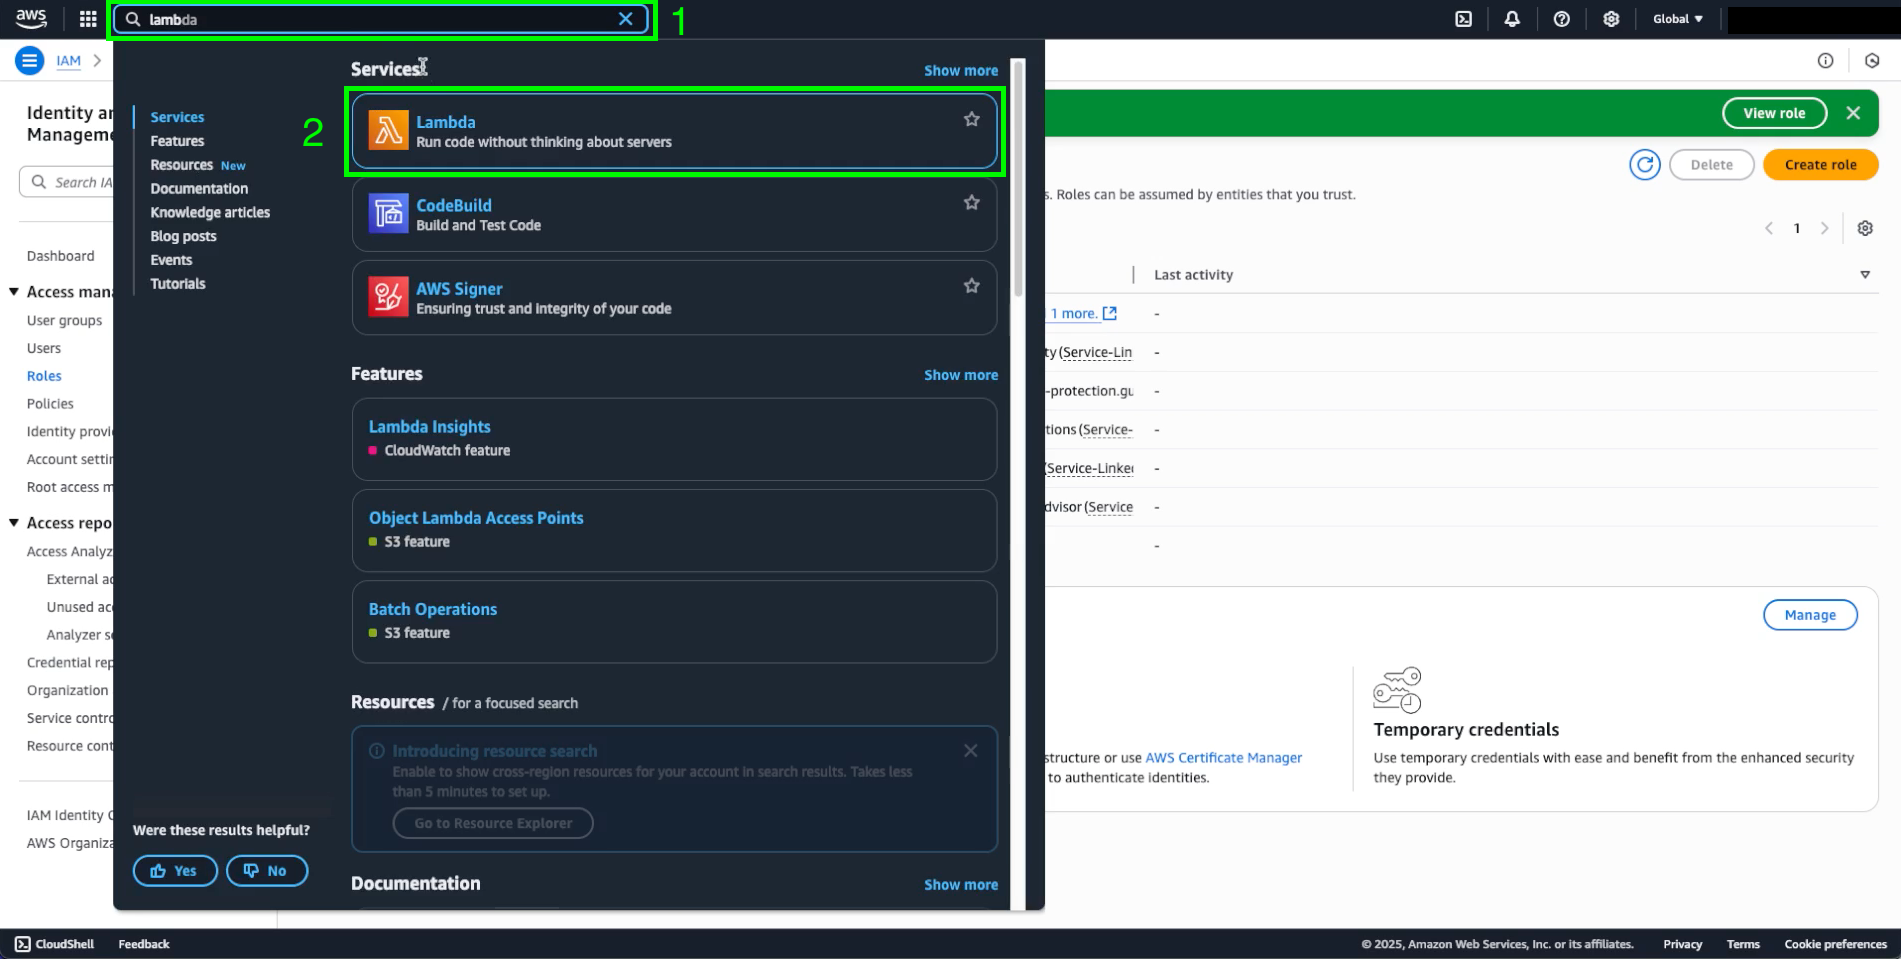 aws
lambda
1
Global ▼
IAM
Identity an
Manageme
Search IA
Dashboard
Access mana
User groups
Users
Roles
Policies
Identity provi
Account settin
Root access m
Access repo
Access Analyz
External ac
Unused acc
Analyzer se
Credential rep
Organization
Service contro
Resource cont
IAM Identity C
AWS Organiza
Services
Features
Resources New
Documentation
Knowledge articles
Blog posts
Events
Tutorials
Were these results helpful?
Yes
No
Services
Show more
2
Lambda
Run code without thinking about servers
CodeBuild
Build and Test Code
AWS Signer
Ensuring trust and integrity of your code
Features
Show more
Lambda Insights
CloudWatch feature
Object Lambda Access Points
S3 feature
Batch Operations
S3 feature
Resources / for a focused search
Introducing resource search
Enable to show cross-region resources for your account in search results. Takes less
than 5 minutes to set up.
Go to Resource Explorer
Documentation
Show more
View role
Delete
Create role
s. Roles can be assumed by entities that you trust.
1
Last activity
1 more. -
ty (Service-Lin -
-protection.gu -
tions (Service- -
(Service-Linked -
dvisor (Service -
-
Manage
structure or use AWS Certificate Manager
to authenticate identities.
Temporary credentials
Use temporary credentials with ease and benefit from the enhanced security
they provide.
CloudShell
Feedback
© 2025, Amazon Web Services, Inc. or its affiliates.
Privacy
Terms
Cookie preferences